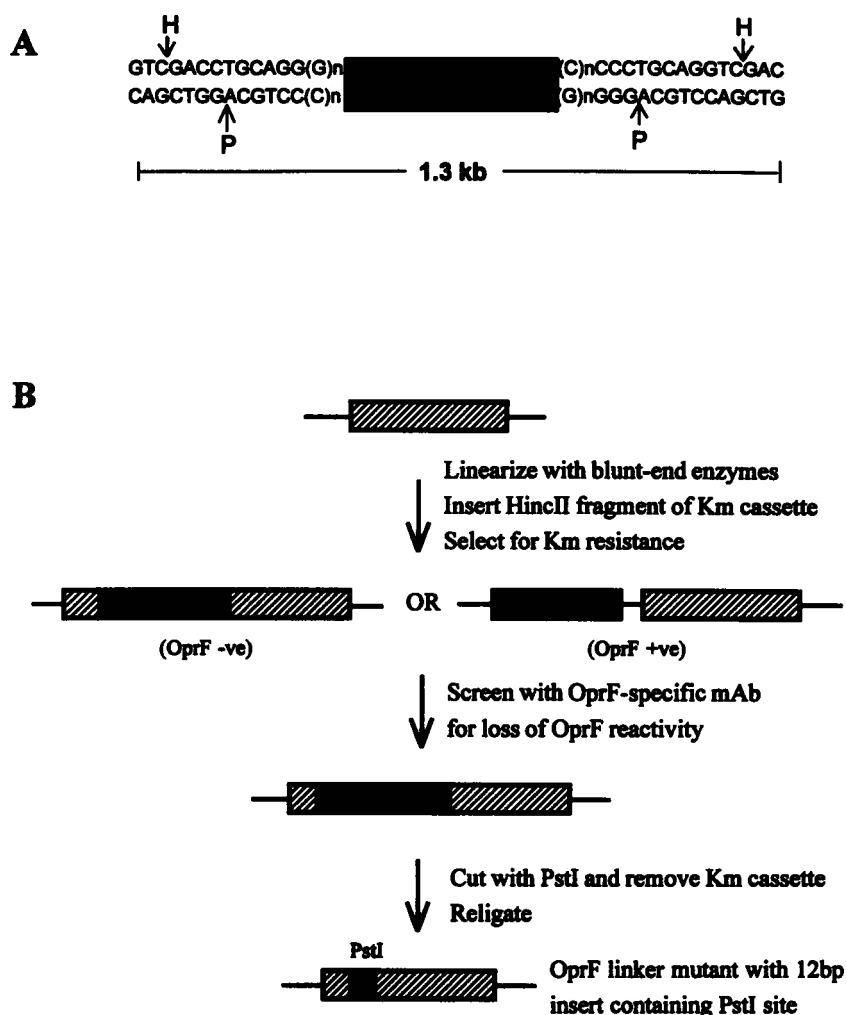 A
H H
GTCGACCTGCAGG(G)n (C)nCCCTGCAGGTCGAC
CAGCTGGACGTCC(C)n (G)nGGGACGTCCAGCTG
P P
1.3 kb
B
Linearize with blunt-end enzymes
Insert HincII fragment of Km cassette
Select for Km resistance
OR
(OprF -ve) (OprF +ve)
Screen with OprF-specific mAb
for loss of OprF reactivity
Cut with PstI and remove Km cassette
Religate
PstI
OprF linker mutant with 12bp
insert containing PstI site